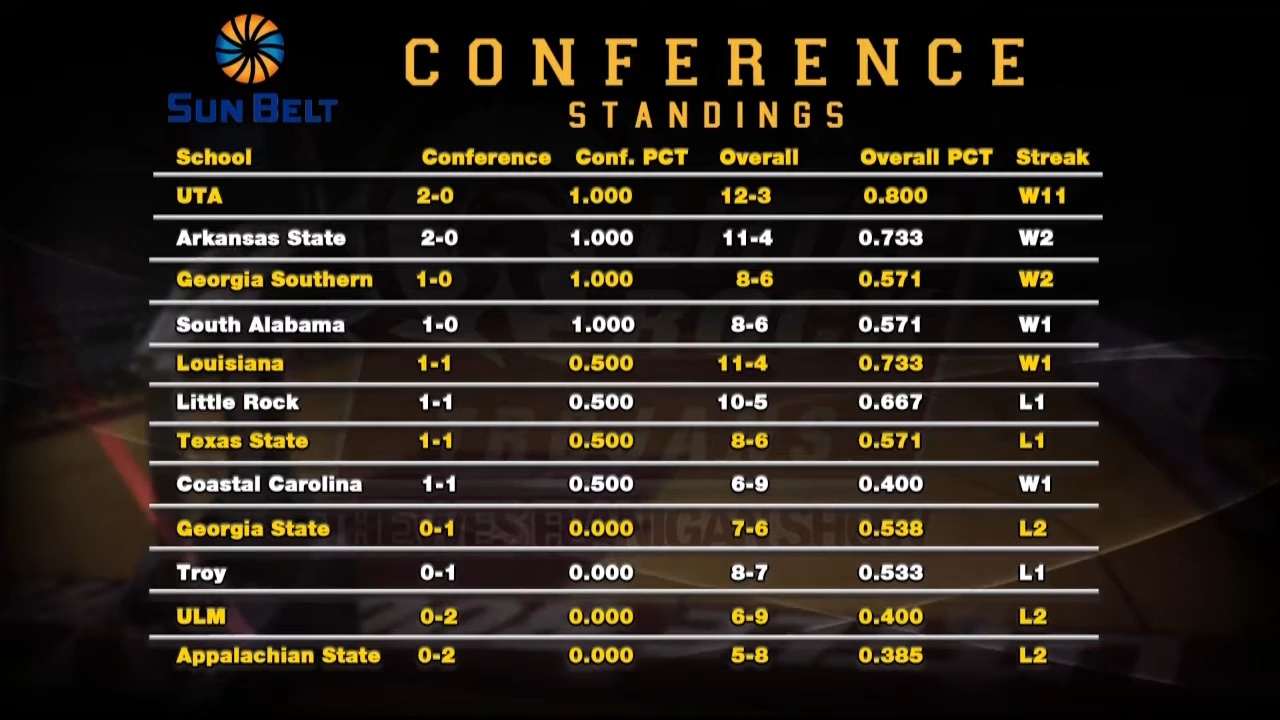 SUN BELT
CONFERENCE
STANDINGS
School Conference Conf. PCT Overall Overall PCT Streak
UTA 2-0 1.000 12-3 0.800 W11
Arkansas State 2-0 1.000 11-4 0.733 W2
Georgia Southern 1-0 1.000 8-6 0.571 W2
South Alabama 1-0 1.000 8-6 0.571 W1
Louisiana 1-1 0.500 11-4 0.733 W1
Little Rock 1-1 0.500 10-5 0.667 L1
Texas State 1-1 0.500 8-6 0.571 L1
Coastal Carolina 1-1 0.500 6-9 0.400 W1
Georgia State 0-1 0.000 7-6 0.538 L2
Troy 0-1 0.000 8-7 0.533 L1
ULM 0-2 0.000 6-9 0.400 L2
Appalachian State 0-2 0.000 5-8 0.385 L2